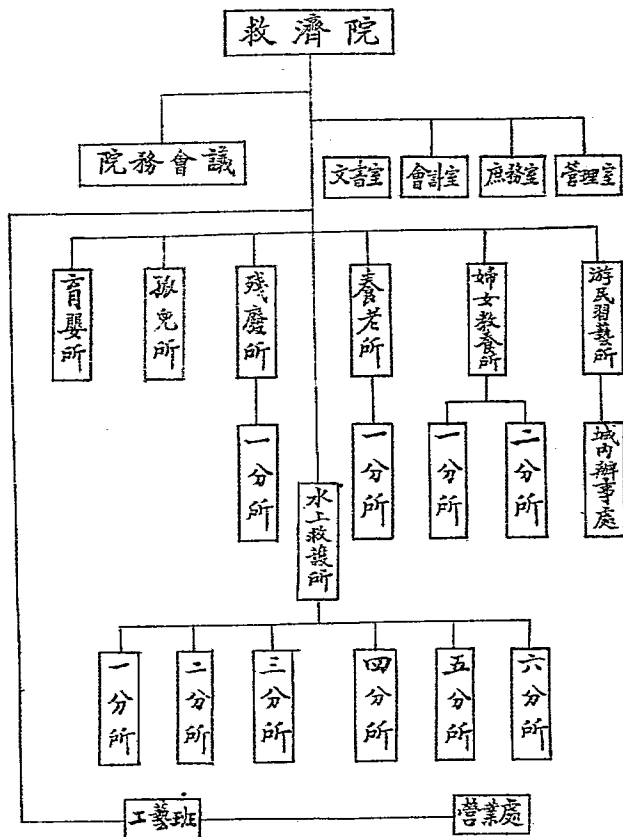 救濟院
院務會議
文書室
會計室
庶務室
管理室
育嬰所
孤兒所
殘廢所
養老所
婦女教養所
游民習藝所
一分所
一分所
一分所
二分所
城內辦事處
水上救護所
一分所
二分所
三分所
四分所
五分所
六分所
工藝班
營業處